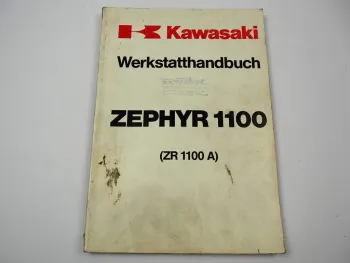 Kawasaki
Werkstatthandbuch
ZEPHYR 1100
(ZR 1100 A)